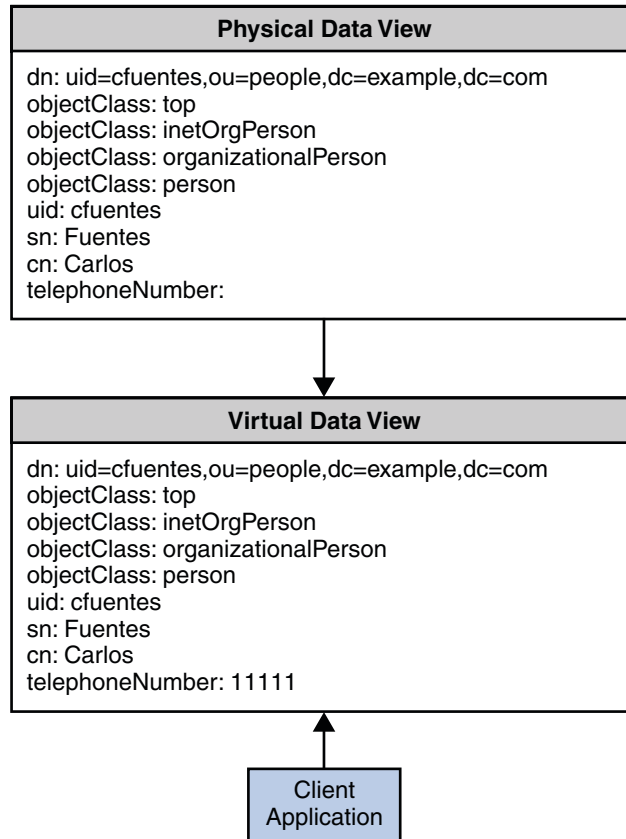 Physical Data View
dn: uid=cfuentes,ou=people,dc=example,dc=com
objectClass: top
objectClass: inetOrgPerson
objectClass: organizationalPerson
objectClass: person
uid: cfuentes
sn: Fuentes
cn: Carlos
telephoneNumber:
Virtual Data View
dn: uid=cfuentes,ou=people,dc=example,dc=com
objectClass: top
objectClass: inetOrgPerson
objectClass: organizationalPerson
objectClass: person
uid: cfuentes
sn: Fuentes
cn: Carlos
telephoneNumber: 11111
Client
Application